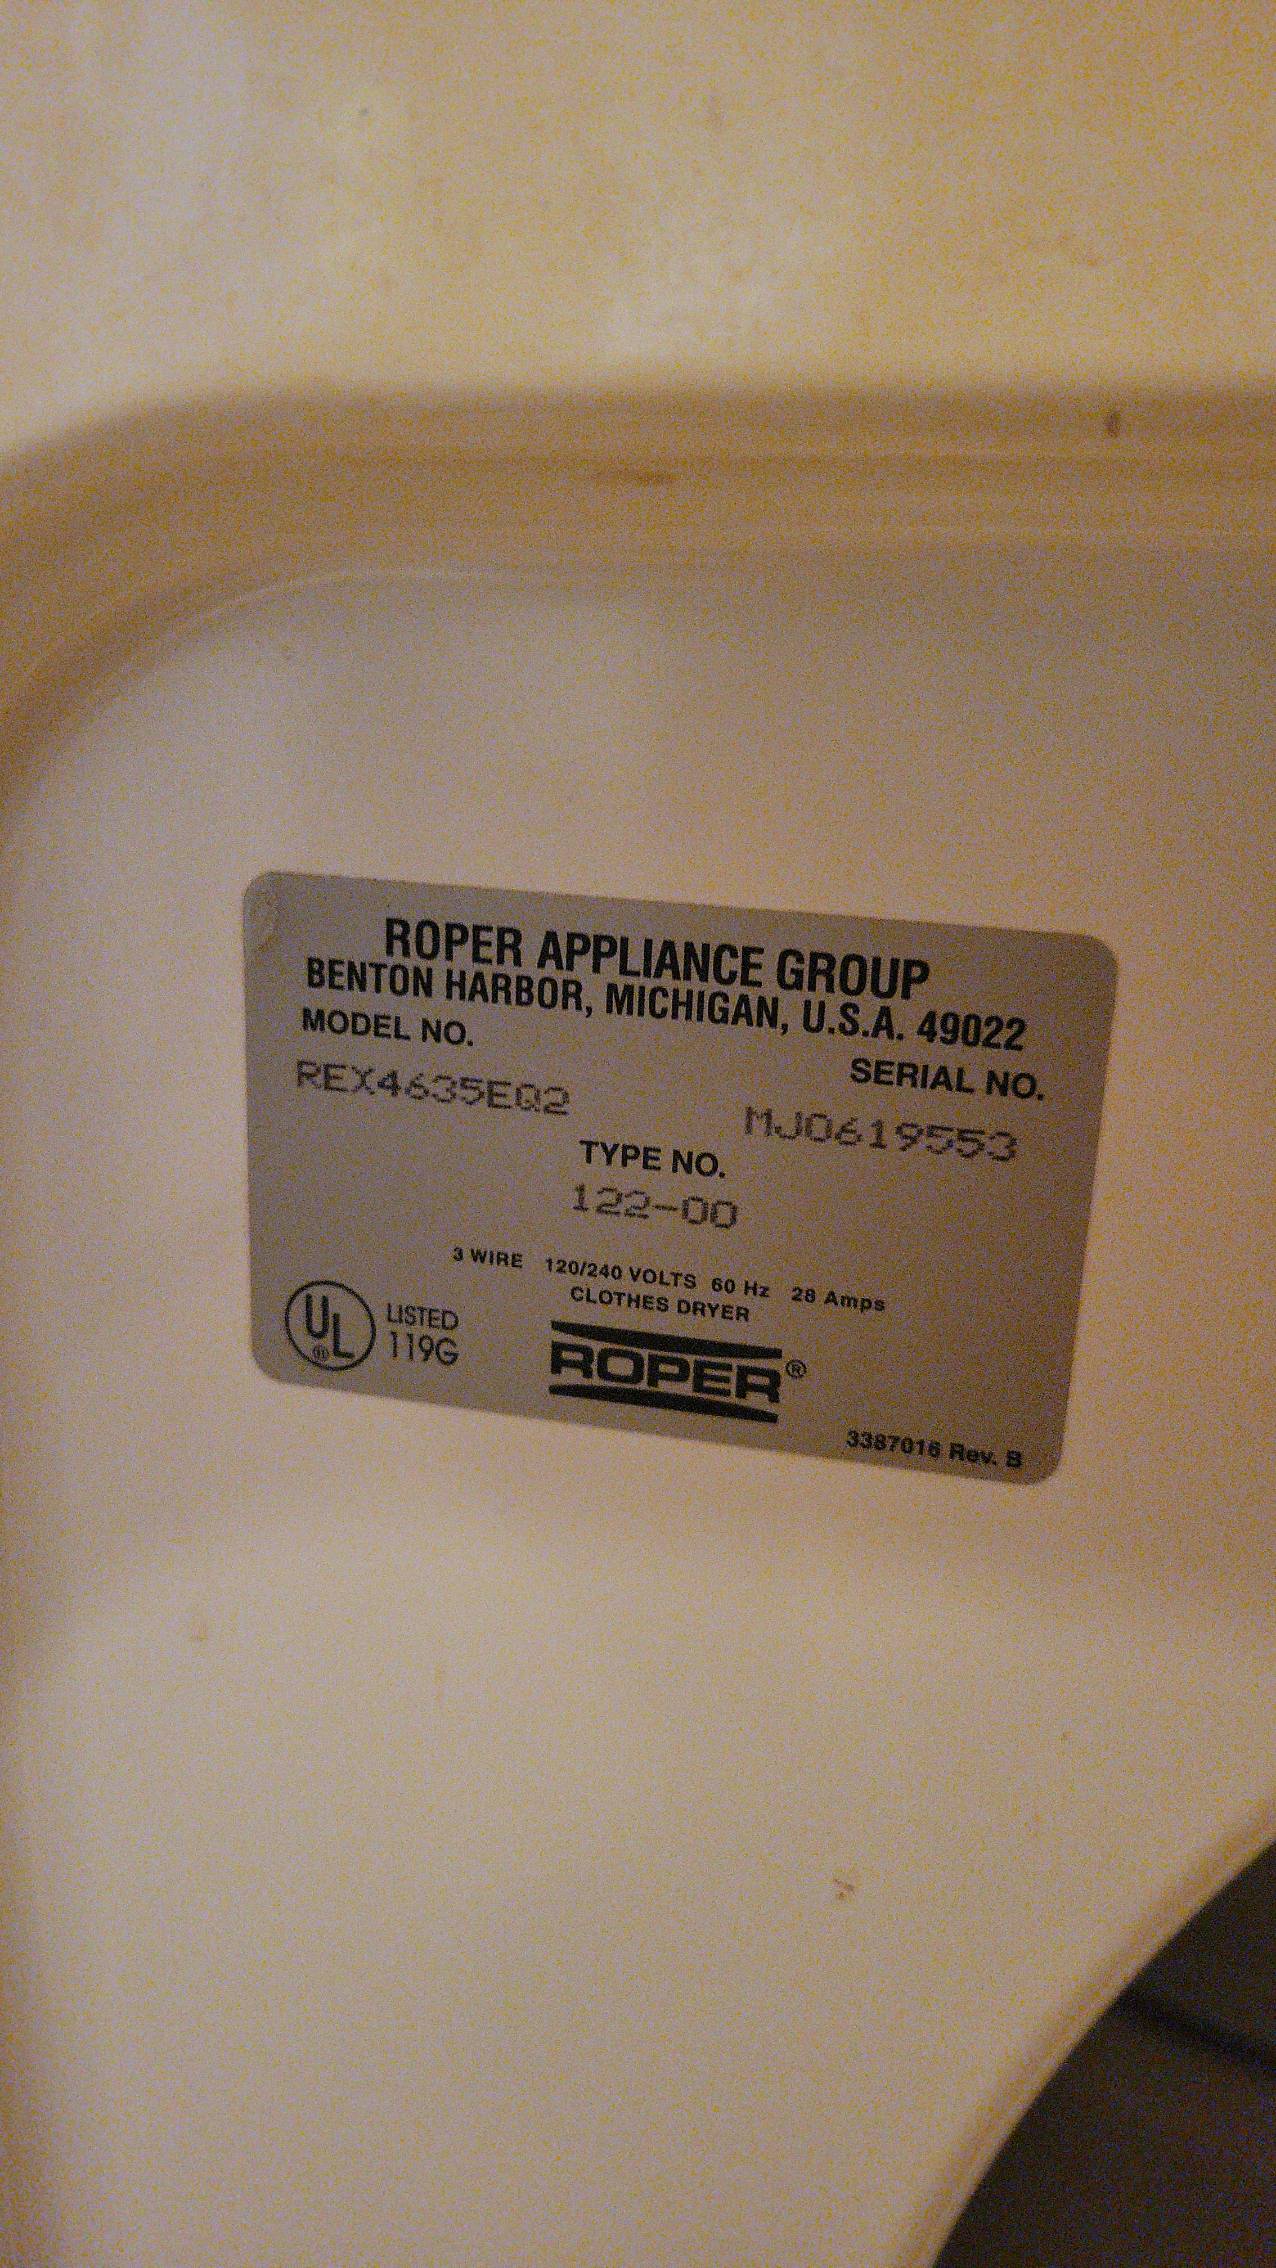 ROPER APPLIANCE GROUP
BENTON HARBOR, MICHIGAN, U.S.A. 49022
MODEL NO.
SERIAL NO.
REX4635EQ2
MJ0619553
TYPE NO.
122-00
3 WIRE 120/240 VOLTS 60 Hz 28 Amps
CLOTHES DRYER
UL ® LISTED
119G
ROPER®
3387016 Rev. B